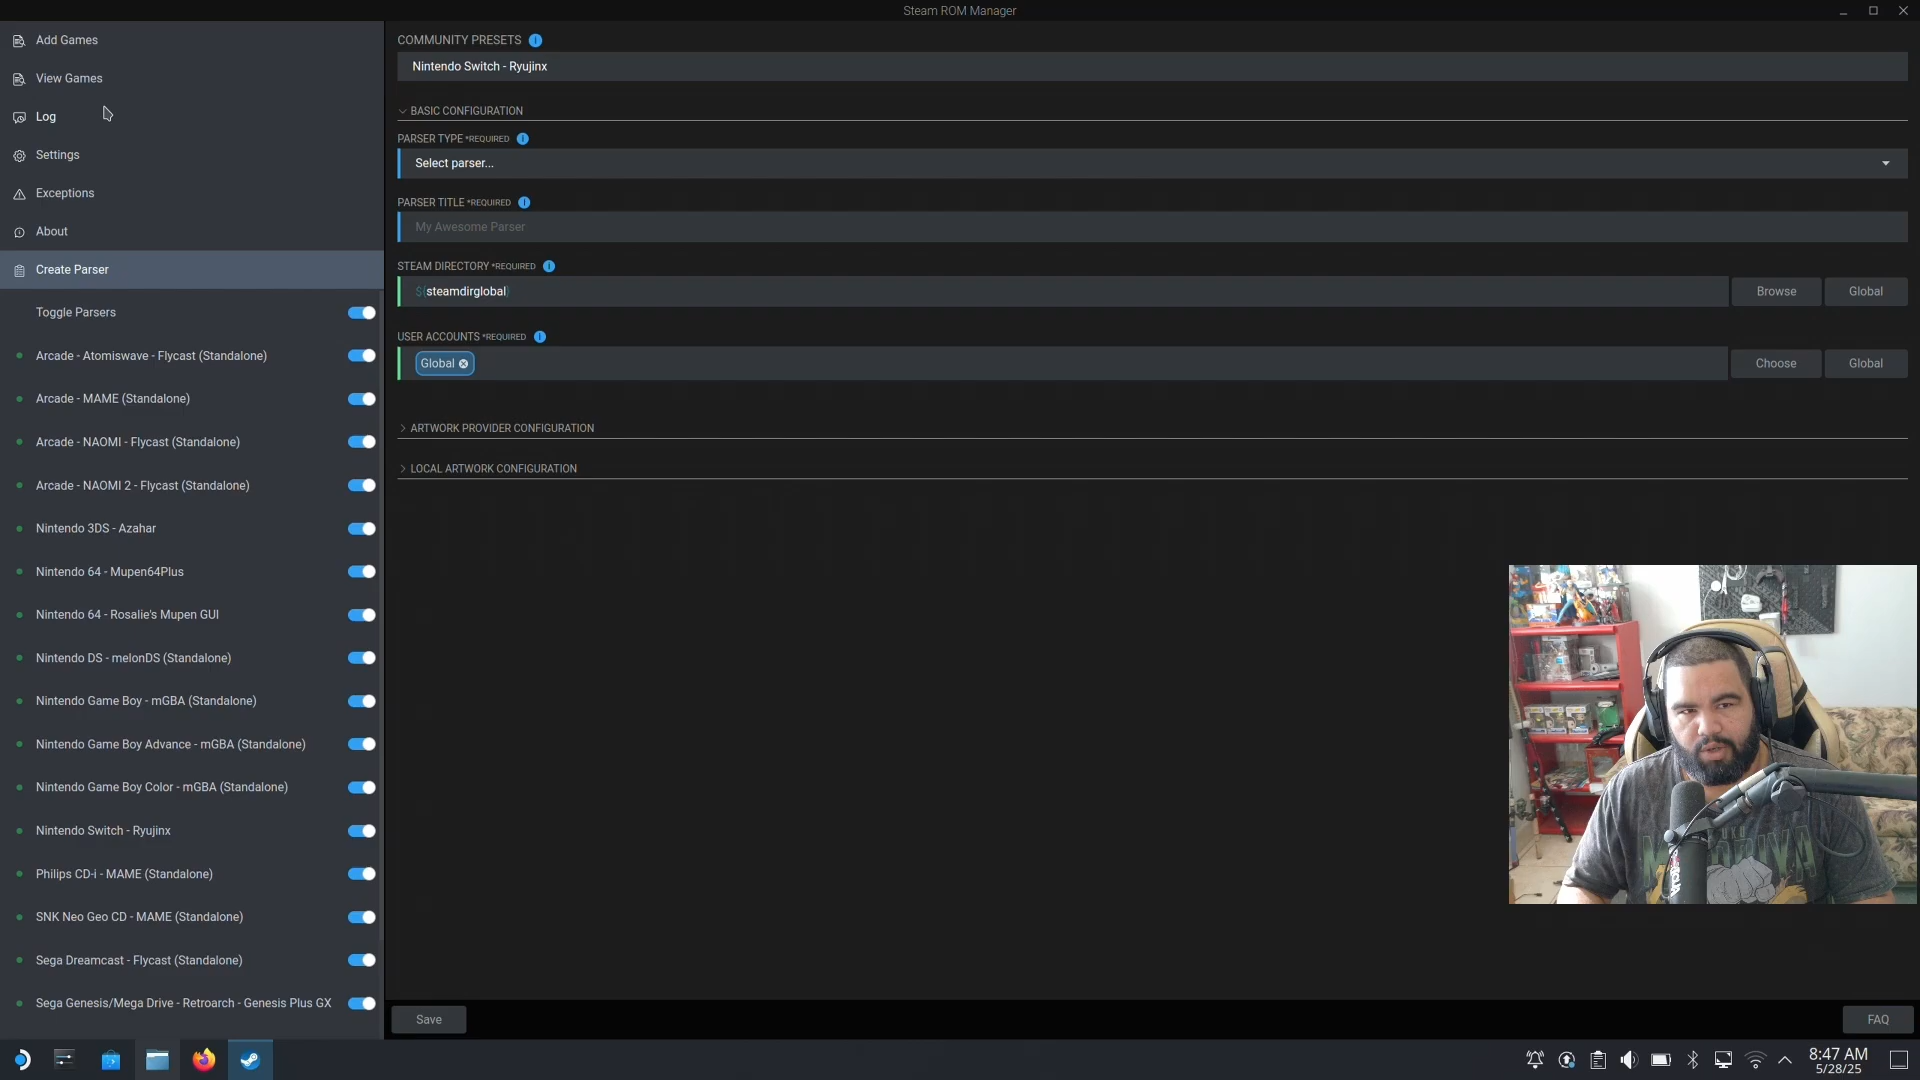 Steam ROM Manager
Add Games
View Games
Log
Settings
Exceptions
About
Create Parser
Toggle Parsers
Arcade - Atomiswave - Flycast (Standalone)
Arcade - MAME (Standalone)
Arcade - NAOMI - Flycast (Standalone)
Arcade - NAOMI 2 - Flycast (Standalone)
Nintendo 3DS - Azahar
Nintendo 64 - Mupen64Plus
Nintendo 64 - Rosalie's Mupen GUI
Nintendo DS - melonDS (Standalone)
Nintendo Game Boy - mGBA (Standalone)
Nintendo Game Boy Advance - mGBA (Standalone)
Nintendo Game Boy Color - mGBA (Standalone)
Nintendo Switch - Ryujinx
Philips CD-i - MAME (Standalone)
SNK Neo Geo CD - MAME (Standalone)
Sega Dreamcast - Flycast (Standalone)
Sega Genesis/Mega Drive - Retroarch - Genesis Plus GX
COMMUNITY PRESETS
Nintendo Switch - Ryujinx
BASIC CONFIGURATION
PARSER TYPE *REQUIRED
Select parser...
PARSER TITLE *REQUIRED
My Awesome Parser
STEAM DIRECTORY *REQUIRED
${steamdirglobal} Browse Global
USER ACCOUNTS *REQUIRED
Global Choose Global
ARTWORK PROVIDER CONFIGURATION
LOCAL ARTWORK CONFIGURATION
Save FAQ
8:47 AM
5/28/25